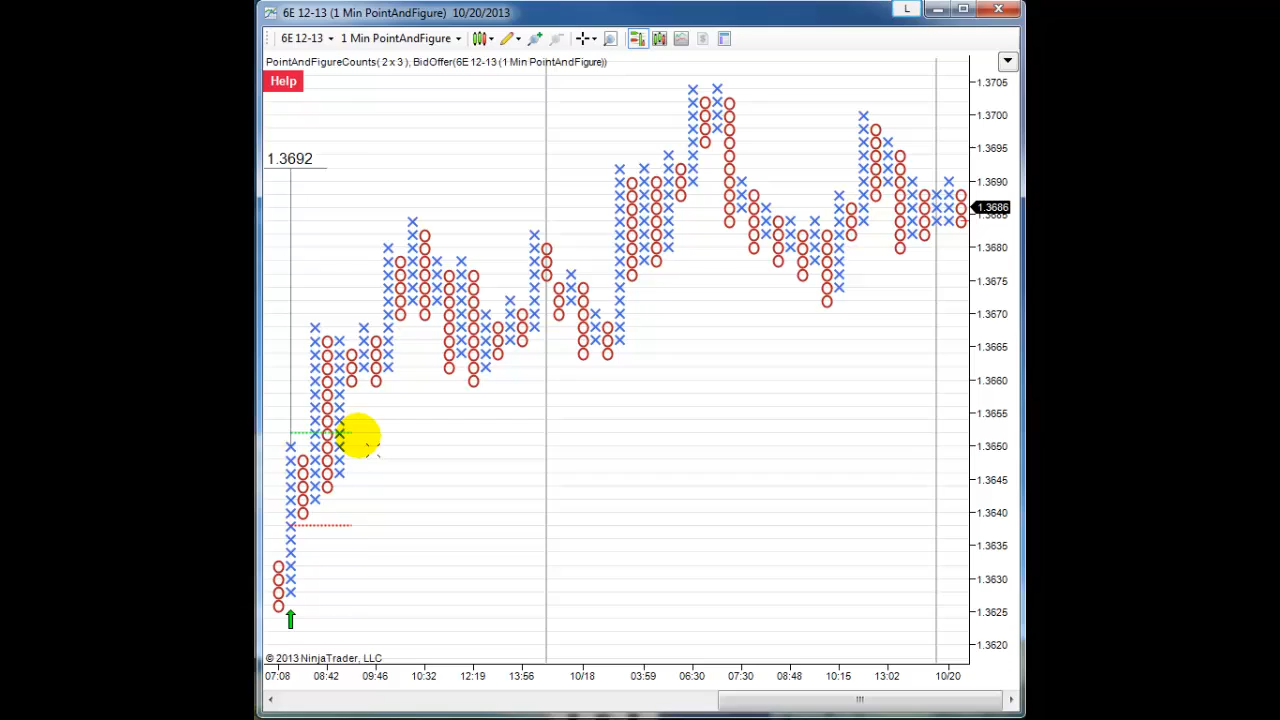 6E 12-13 (1 Min PointAndFigure) 10/20/2013
L
6E 12-13 1 Min PointAndFigure
PointAndFigureCounts( 2 x 3 ), BidOffer(6E 12-13 (1 Min PointAndFigure))
Help
1.3692
1.3705
1.3700
1.3695
1.3690
1.3686
1.3685
1.3680
1.3675
1.3670
1.3665
1.3660
1.3655
1.3650
1.3645
1.3640
1.3635
1.3630
1.3625
1.3620
© 2013 NinjaTrader, LLC
07:08 08:42 09:46 10:32 12:19 13:56 10/18 03:59 06:30 07:30 08:48 10:15 13:02 10/20